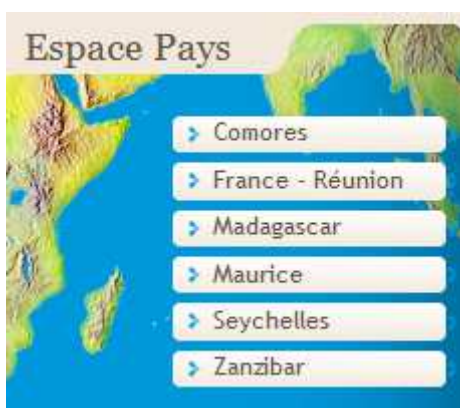 Espace Pays
Comores
France - Réunion
Madagascar
Maurice
Seychelles
Zanzibar